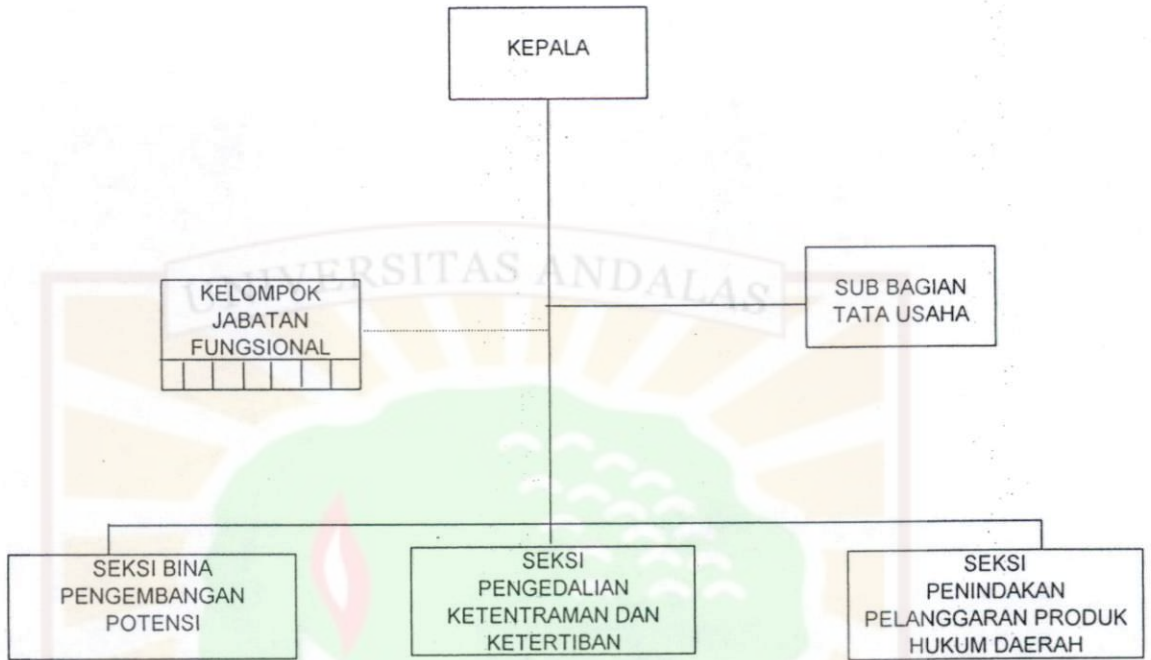 KEPALA
UNIVERSITAS ANDALAS
KELOMPOK
JABATAN
FUNGSIONAL
SUB BAGIAN
TATA USAHA
SEKSI BINA
PENGEMBANGAN
POTENSI
SEKSI
PENGEDALIAN
KETENTRAMAN DAN
KETERTIBAN
SEKSI
PENINDAKAN
PELANGGARAN PRODUK
HUKUM DAERAH